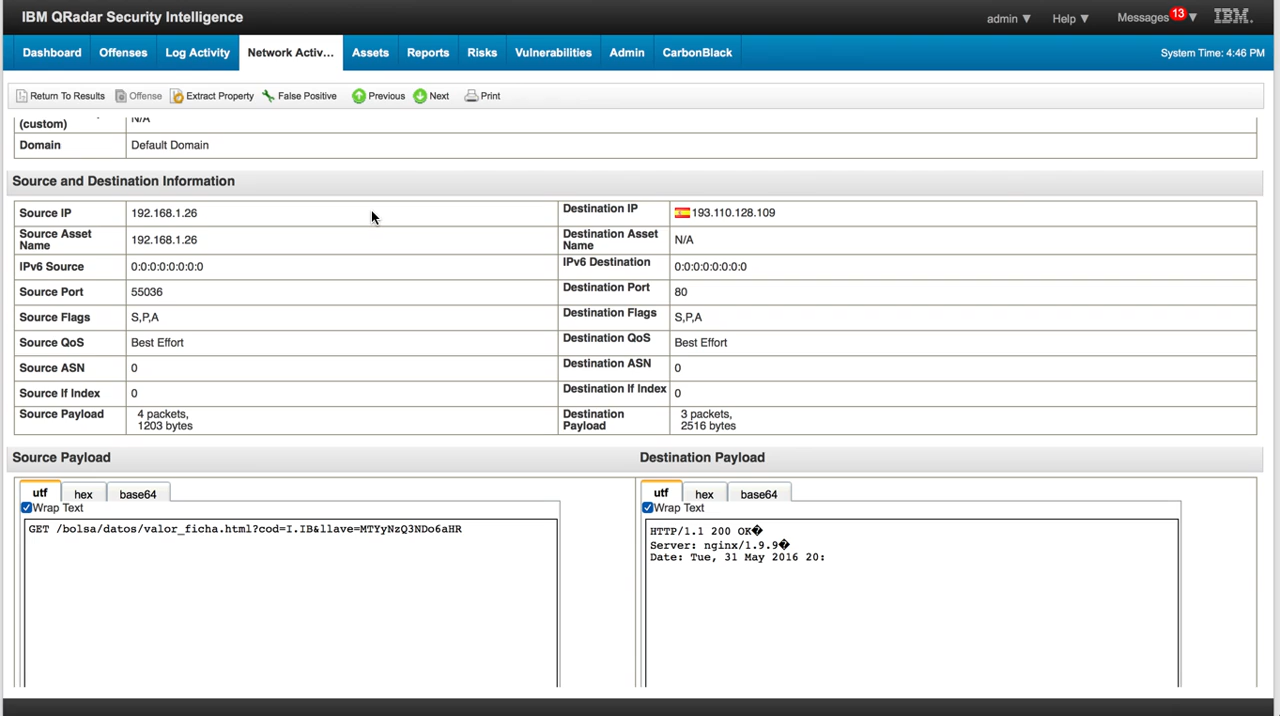 IBM QRadar Security Intelligence
admin ▼ Help ▼ Messages 13 ▼ IBM.
Dashboard Offenses Log Activity Network Activ... Assets Reports Risks Vulnerabilities Admin CarbonBlack System Time: 4:46 PM
Return To Results Offense Extract Property False Positive Previous Next Print
(custom) N/A
Domain Default Domain
Source and Destination Information
Source IP 192.168.1.26 Destination IP 193.110.128.109
Source Asset Name 192.168.1.26 Destination Asset Name N/A
IPv6 Source 0:0:0:0:0:0:0:0 IPv6 Destination 0:0:0:0:0:0:0:0
Source Port 55036 Destination Port 80
Source Flags S,P,A Destination Flags S,P,A
Source QoS Best Effort Destination QoS Best Effort
Source ASN 0 Destination ASN 0
Source If Index 0 Destination If Index 0
Source Payload 4 packets, 1203 bytes Destination Payload 3 packets, 2516 bytes
Source Payload Destination Payload
utf hex base64 utf hex base64
Wrap Text Wrap Text
GET /bolsa/datos/valor_ficha.html?cod=I.IB&llave=MTYyNzQ3NDo6aHR
HTTP/1.1 200 OK�
Server: nginx/1.9.9�
Date: Tue, 31 May 2016 20: